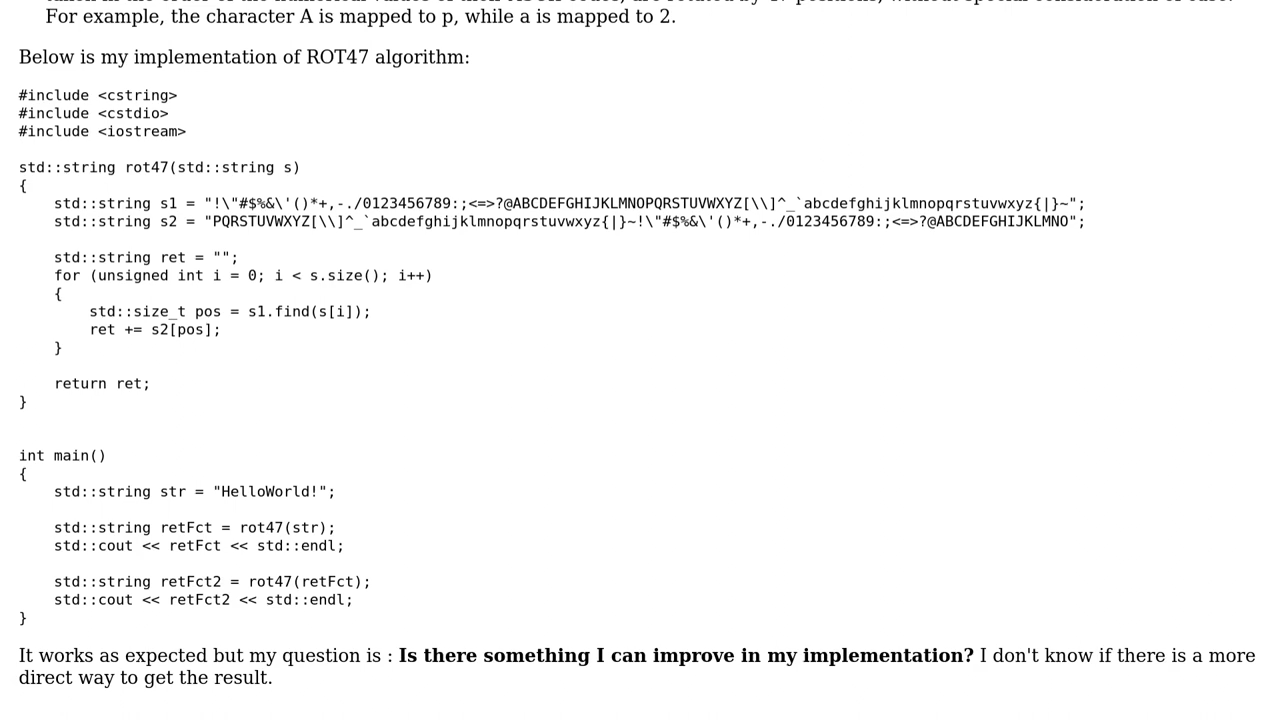 For example, the character A is mapped to p, while a is mapped to 2.
Below is my implementation of ROT47 algorithm:
#include <cstring>
#include <cstdio>
#include <iostream>
std::string rot47(std::string s)
{
    std::string s1 = "!\"#$%&\'()*+,-./0123456789:;<=>?@ABCDEFGHIJKLMNOPQRSTUVWXYZ[\\]^_`abcdefghijklmnopqrstuvwxyz{|}~";
    std::string s2 = "PQRSTUVWXYZ[\\]^_`abcdefghijklmnopqrstuvwxyz{|}~!\"#$%&\'()*+,-./0123456789:;<=>?@ABCDEFGHIJKLMNO";
    std::string ret = "";
    for (unsigned int i = 0; i < s.size(); i++)
    {
        std::size_t pos = s1.find(s[i]);
        ret += s2[pos];
    }
    return ret;
}
int main()
{
    std::string str = "HelloWorld!";
    std::string retFct = rot47(str);
    std::cout << retFct << std::endl;
    std::string retFct2 = rot47(retFct);
    std::cout << retFct2 << std::endl;
}
It works as expected but my question is : Is there something I can improve in my implementation? I don't know if there is a more
direct way to get the result.